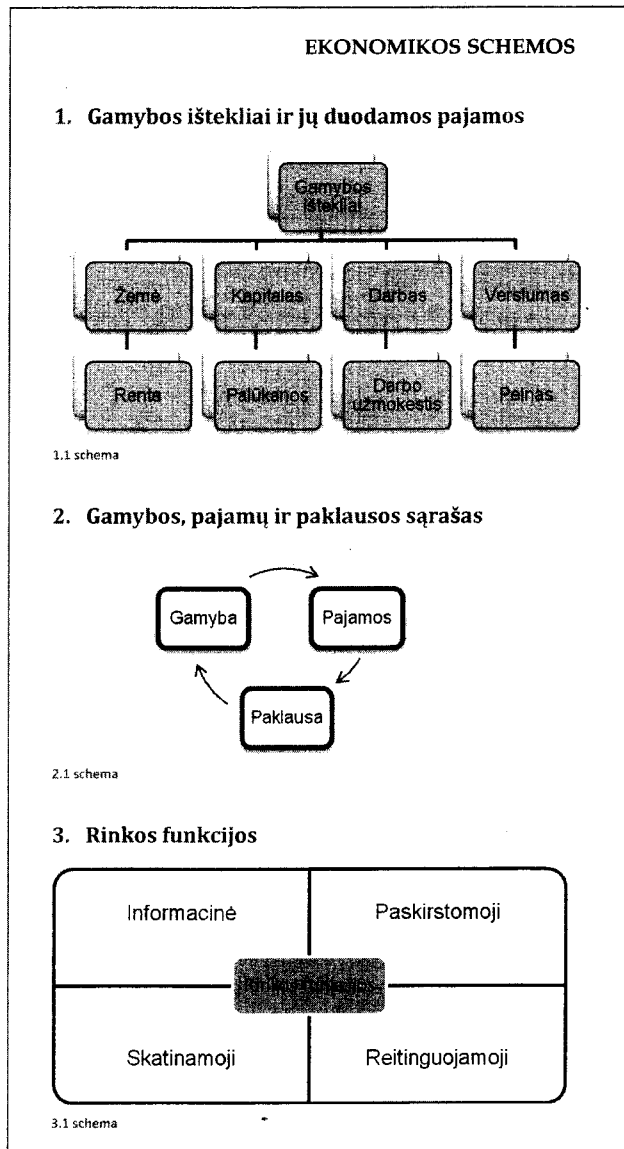 EKONOMIKOS SCHEMOS
1. Gamybos ištekliai ir jų duodamos pajamos
Gamybos
ištekliai
Žemė
Kapitalas
Darbas
Verslumas
Renta
Palūkanos
Darbo
užmokestis
Pelnas
1.1 schema
2. Gamybos, pajamų ir paklausos sąrašas
Gamyba
Pajamos
Paklausa
2.1 schema
3. Rinkos funkcijos
Informacinė
Paskirstomoji
Rinkos funkcijos
Skatinamoji
Reitinguojamoji
3.1 schema